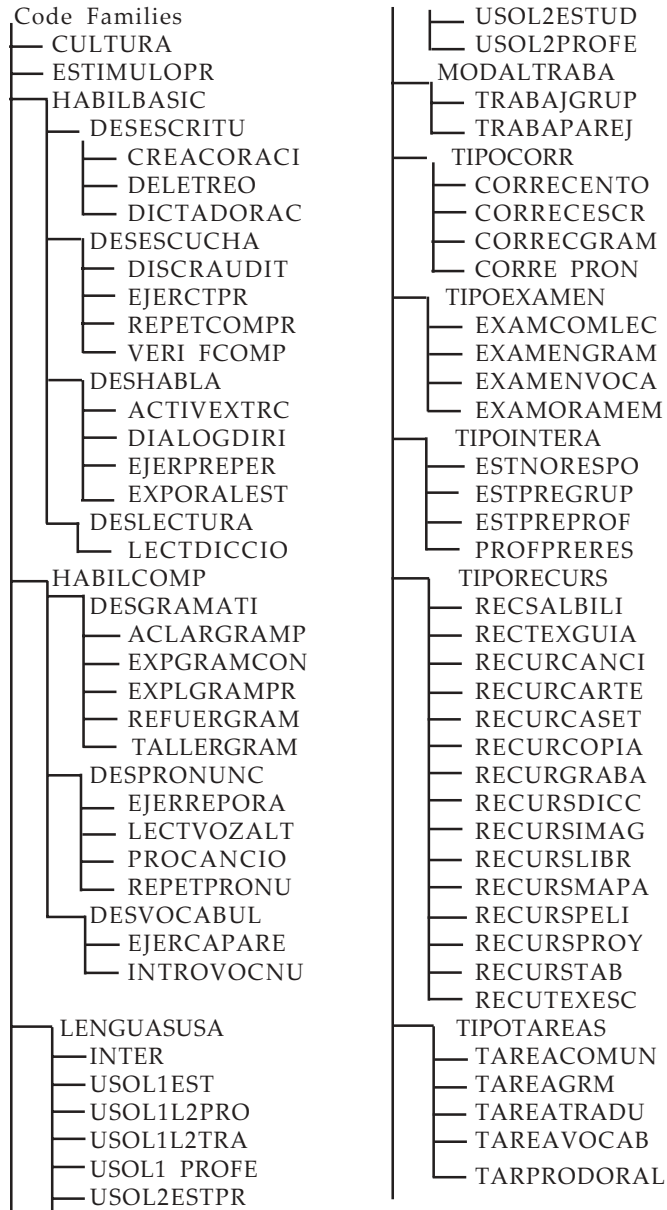 Code Families
CULTURA
ESTIMULOPR
HABILBASIC
DESESCRITU
CREACORACI
DELETREO
DICTADORAC
DESESCUCHA
DISCRAUDIT
EJERCTPR
REPETCOMPR
VERI FCOMP
DESHABLA
ACTIVEXTRC
DIALOGDIRI
EJERPREPER
EXPORALEST
DESLECTURA
LECTDICCIO
HABILCOMP
DESGRAMATI
ACLARGRAMP
EXPGRAMCON
EXPLGRAMPR
REFUERGRAM
TALLERGRAM
DESPRONUNC
EJERREPORA
LECTVOZALT
PROCANCIO
REPETPRONU
DESVOCABUL
EJERCAPARE
INTROVOCNU
LENGUASUSA
INTER
USOL1EST
USOL1L2PRO
USOL1L2TRA
USOL1 PROFE
USOL2ESTPR
USOL2ESTUD
USOL2PROFE
MODALTRABA
TRABAJGRUP
TRABAPAREJ
TIPOCORR
CORRECENTO
CORRECESCR
CORRECGRAM
CORRE PRON
TIPOEXAMEN
EXAMCOMLEC
EXAMENGRAM
EXAMENVOCA
EXAMORAMEM
TIPOINTERA
ESTNORESPO
ESTPREGRUP
ESTPREPROF
PROFPRERES
TIPORECURS
RECSALBILI
RECTEXGUIA
RECURCANCI
RECURCARTE
RECURCASET
RECURCOPIA
RECURGRABA
RECURSDICC
RECURSIMAG
RECURSLIBR
RECURSMAPA
RECURSPELI
RECURSPROY
RECURSTAB
RECUTEXESC
TIPOTAREAS
TAREACOMUN
TAREAGRM
TAREATRADU
TAREAVOCAB
TARPRODORAL